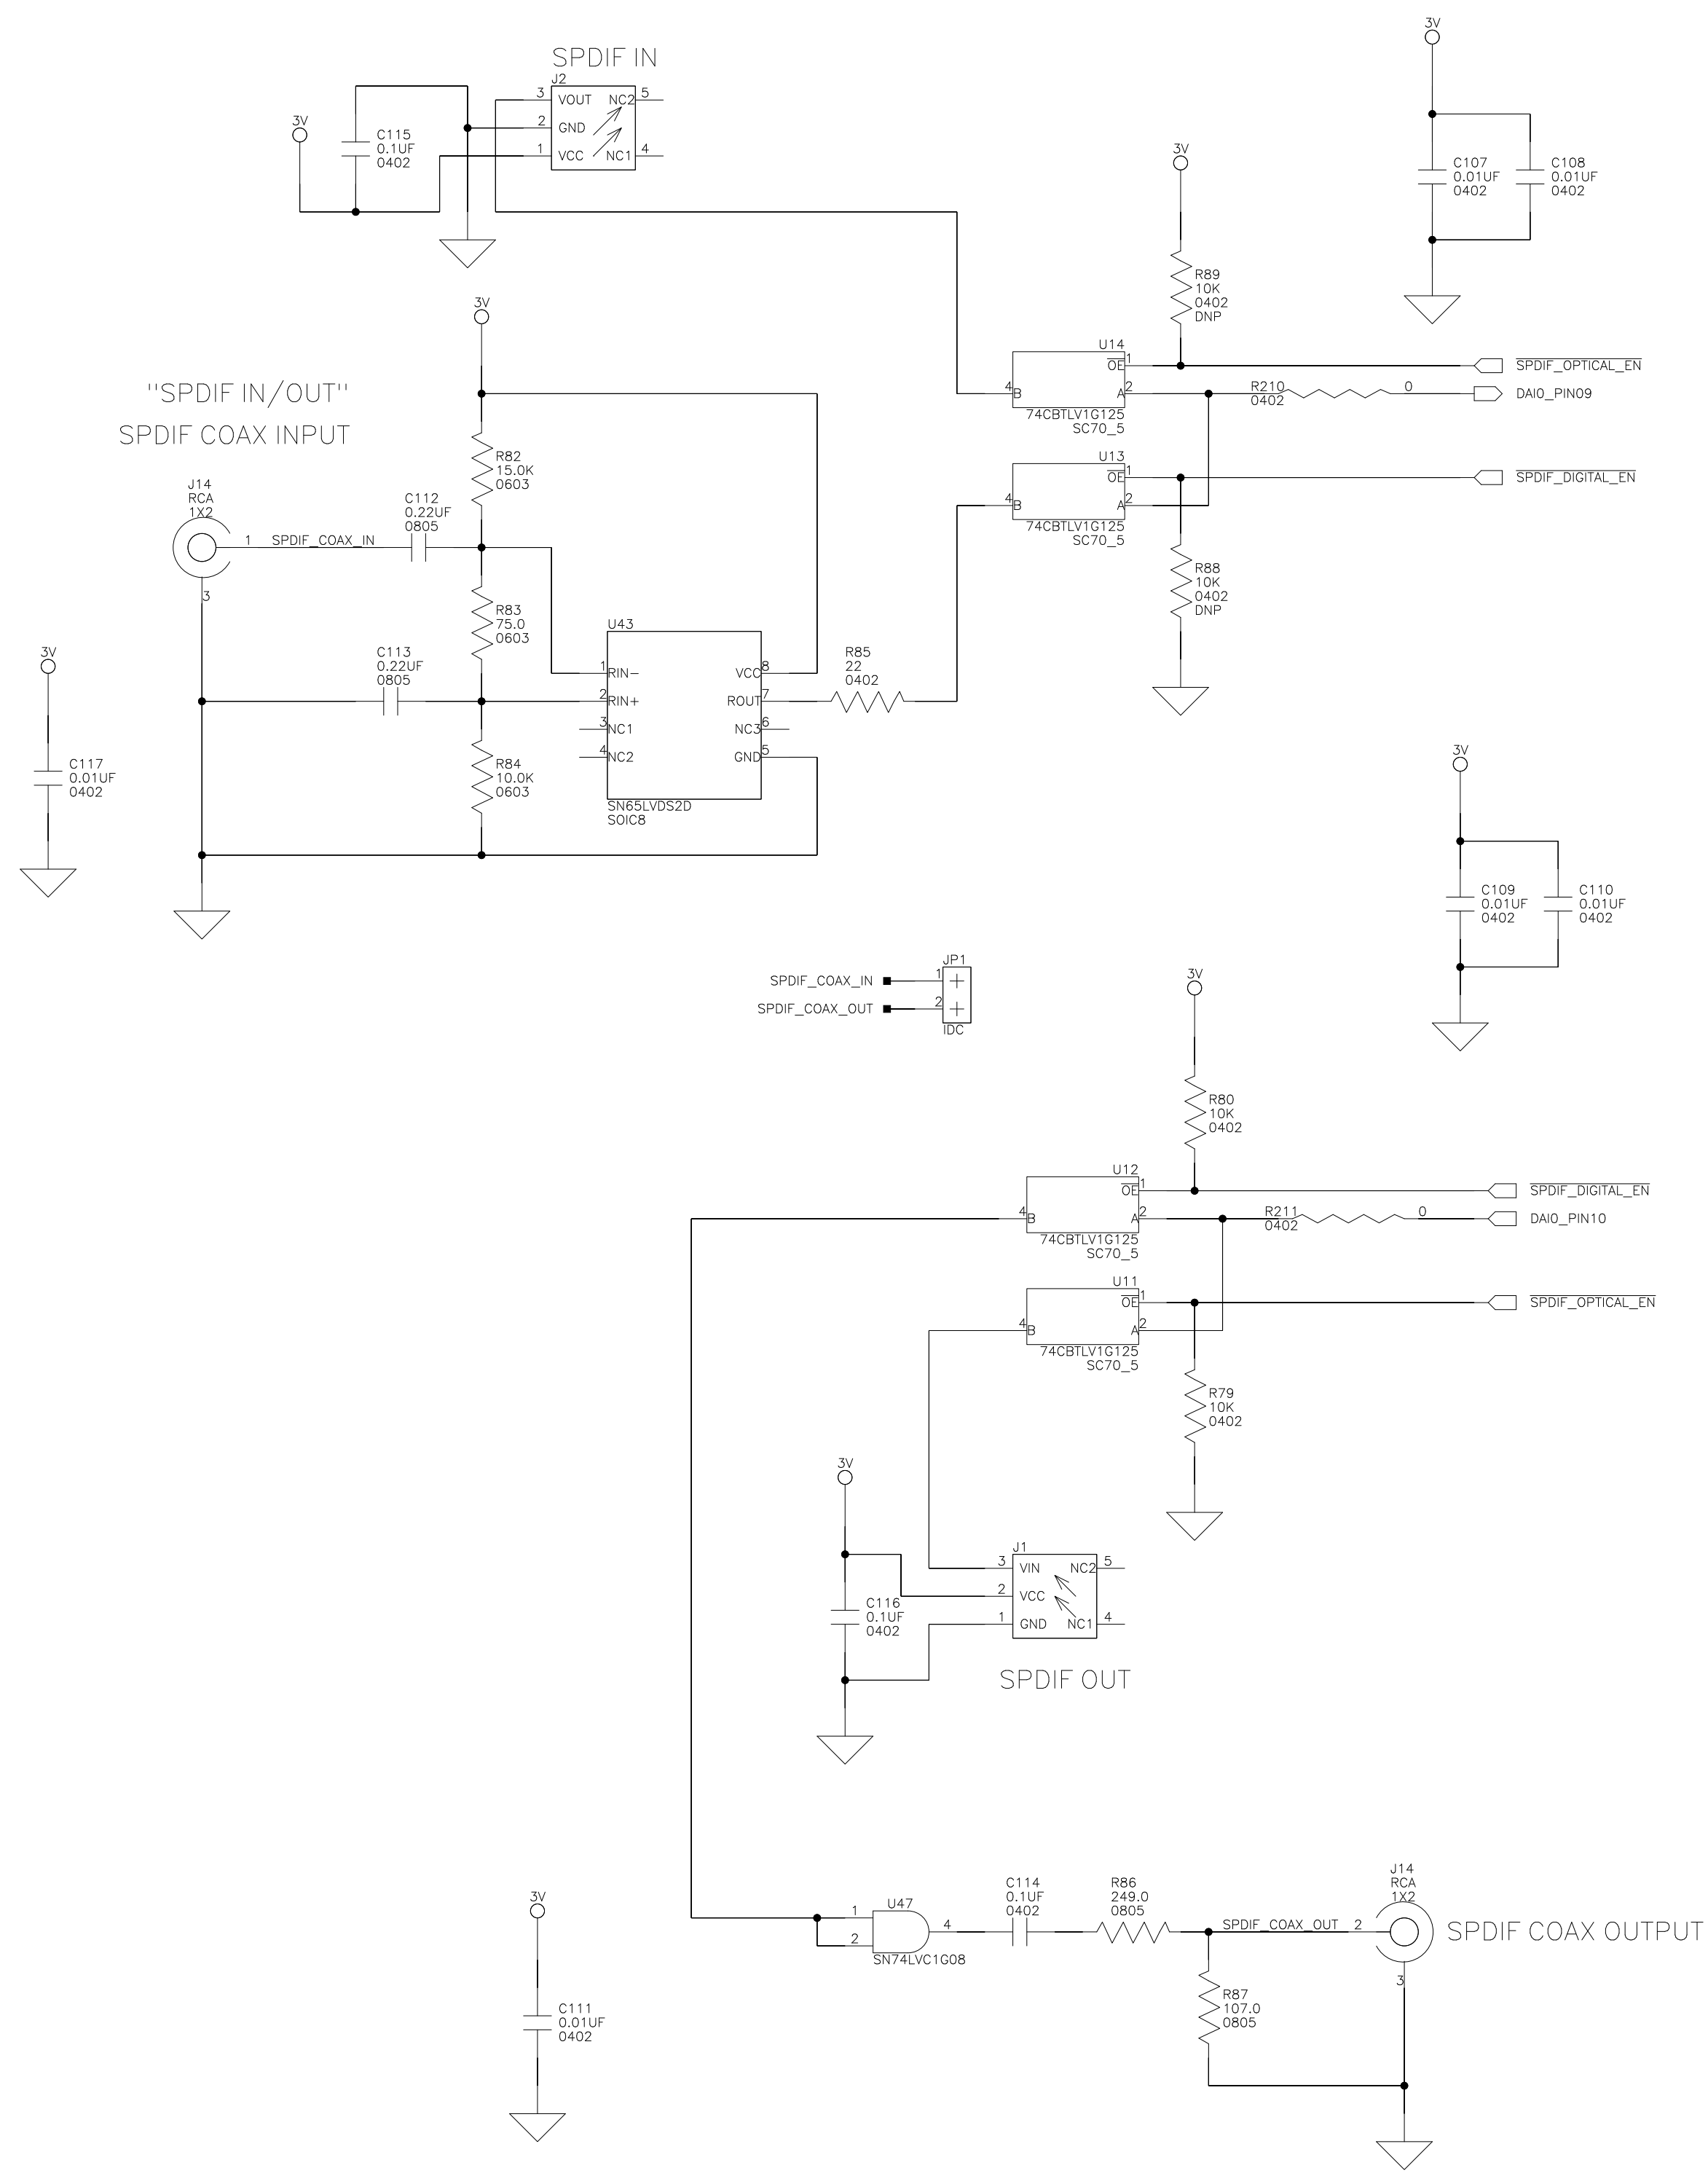 SPDIF IN
J2
3 VOUT NC2 5
2 GND
1 VCC NC1 4
3V
C115
0.1UF
0402
3V
C107
0.01UF
0402
C108
0.01UF
0402
3V
R89
10K
0402
DNP
U14
OE 1
4 B A 2
74CBTLV1G125
SC70_5
SPDIF_OPTICAL_EN
R210 0
0402
DAI0_PIN09
U13
OE 1
4 B A 2
74CBTLV1G125
SC70_5
SPDIF_DIGITAL_EN
R88
10K
0402
DNP
"SPDIF IN/OUT"
SPDIF COAX INPUT
3V
R82
15.0K
0603
J14
RCA
1X2
1 SPDIF_COAX_IN
3
C112
0.22UF
0805
R83
75.0
0603
C113
0.22UF
0805
R84
10.0K
0603
U43
1 RIN- VCC 8
2 RIN+ ROUT 7
3 NC1 NC3 6
4 NC2 GND 5
SN65LVDS2D
SOIC8
R85
22
0402
3V
C117
0.01UF
0402
3V
C109
0.01UF
0402
C110
0.01UF
0402
JP1
SPDIF_COAX_IN 1
SPDIF_COAX_OUT 2
IDC
3V
R80
10K
0402
U12
OE 1
4 B A 2
74CBTLV1G125
SC70_5
SPDIF_DIGITAL_EN
R211 0
0402
DAI0_PIN10
U11
OE 1
4 B A 2
74CBTLV1G125
SC70_5
SPDIF_OPTICAL_EN
R79
10K
0402
3V
C116
0.1UF
0402
J1
3 VIN NC2 5
2 VCC
1 GND NC1 4
SPDIF OUT
1 U47
2 4
SN74LVC1G08
C114
0.1UF
0402
R86
249.0
0805
SPDIF_COAX_OUT 2
J14
RCA
1X2
3
SPDIF COAX OUTPUT
R87
107.0
0805
3V
C111
0.01UF
0402